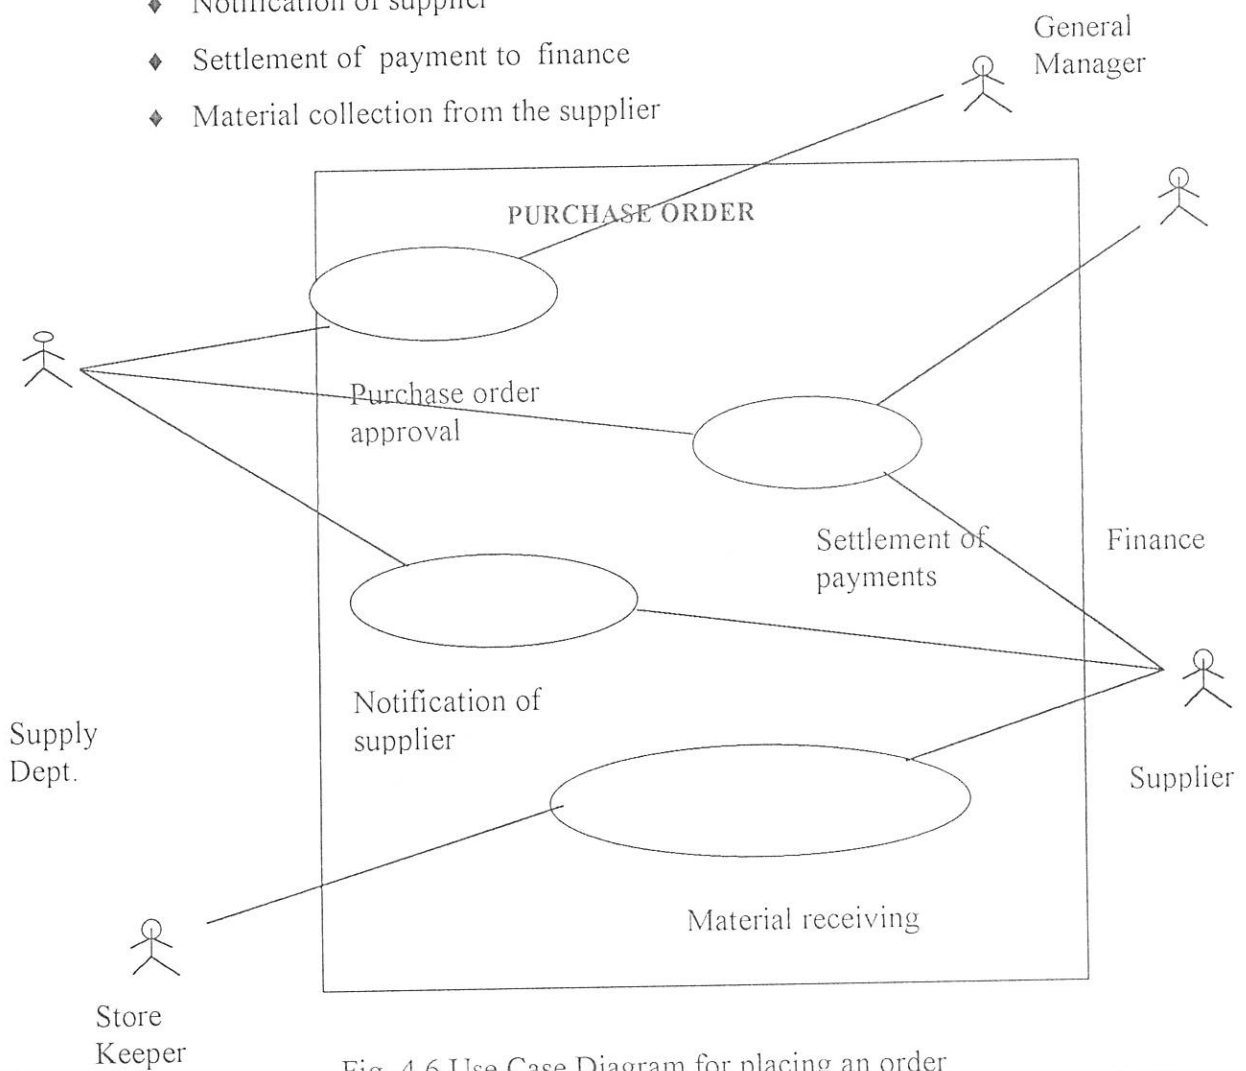 Notification of supplier
Settlement of payment to finance
Material collection from the supplier
General
Manager
PURCHASE ORDER
Purchase order
approval
Settlement of
payments
Finance
Notification of
supplier
Supply
Dept.
Supplier
Material receiving
Store
Keeper
Fig. 4.6 Use Case Diagram for placing an order